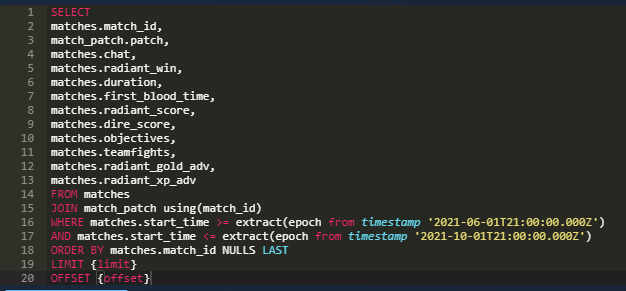 1 SELECT
2 matches.match_id,
3 match_patch.patch,
4 matches.chat,
5 matches.radiant_win,
6 matches.duration,
7 matches.first_blood_time,
8 matches.radiant_score,
9 matches.dire_score,
10 matches.objectives,
11 matches.teamfights,
12 matches.radiant_gold_adv,
13 matches.radiant_xp_adv
14 FROM matches
15 JOIN match_patch using(match_id)
16 WHERE matches.start_time >= extract(epoch from timestamp '2021-06-01T21:00:00.000Z')
17 AND matches.start_time <= extract(epoch from timestamp '2021-10-01T21:00:00.000Z')
18 ORDER BY matches.match_id NULLS LAST
19 LIMIT {limit}
20 OFFSET {offset}